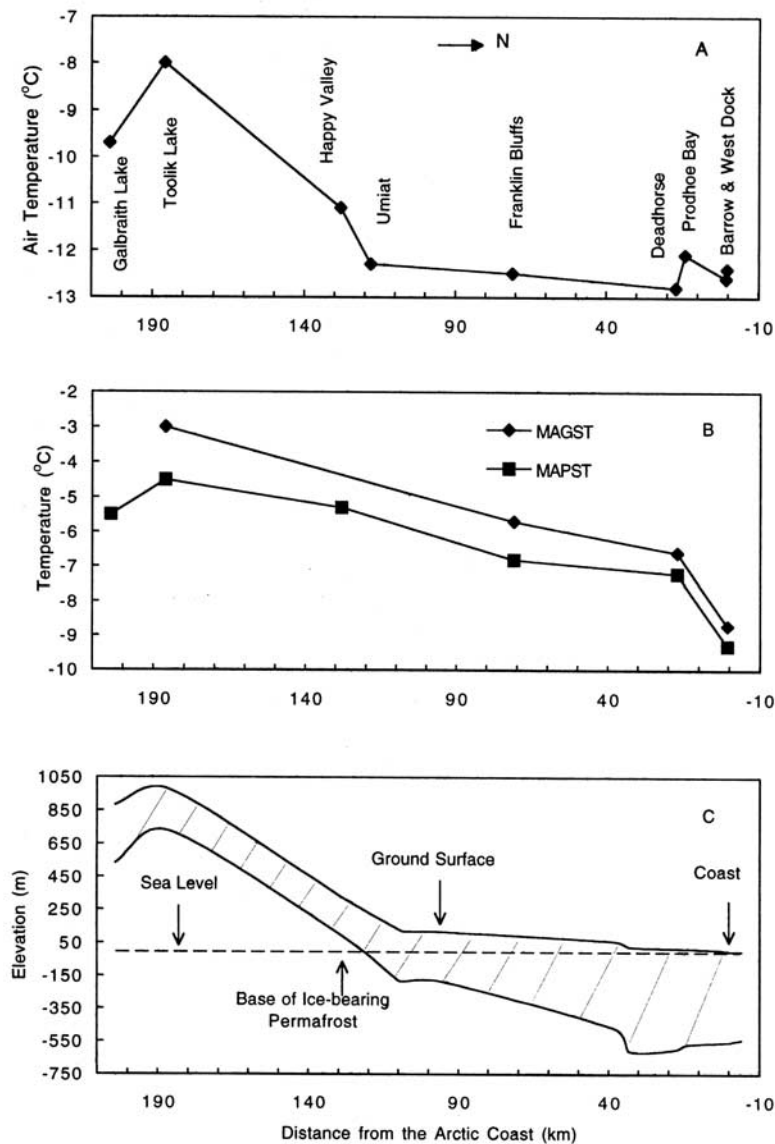 -7
-8
-9
-10
-11
-12
-13
Air Temperature (°C)
N
A
Galbraith Lake
Toolik Lake
Happy Valley
Umiat
Franklin Bluffs
Deadhorse
Prodhoe Bay
Barrow & West Dock
190 140 90 40 -10
-2
-3
-4
-5
-6
-7
-8
-9
-10
Temperature (°C)
MAGST
MAPST
B
190 140 90 40 -10
1050
850
650
450
250
50
-150
-350
-550
-750
Elevation (m)
C
Sea Level
Ground Surface
Coast
Base of Ice-bearing
Permafrost
190 140 90 40 -10
Distance from the Arctic Coast (km)